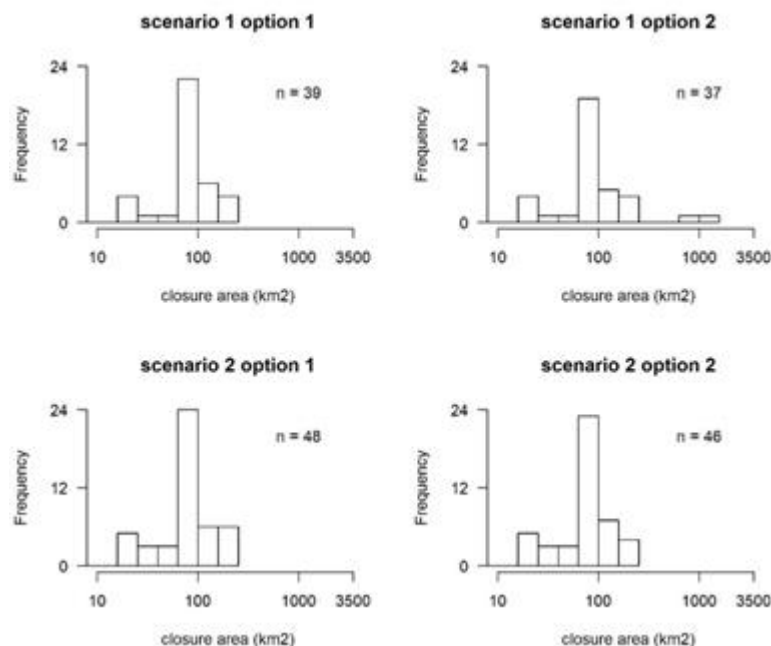 scenario 1 option 1
24
12
0
Frequency
n = 39
10 100 1000 3500
closure area (km2)
scenario 1 option 2
24
12
0
Frequency
n = 37
10 100 1000 3500
closure area (km2)
scenario 2 option 1
24
12
0
Frequency
n = 48
10 100 1000 3500
closure area (km2)
scenario 2 option 2
24
12
0
Frequency
n = 46
10 100 1000 3500
closure area (km2)